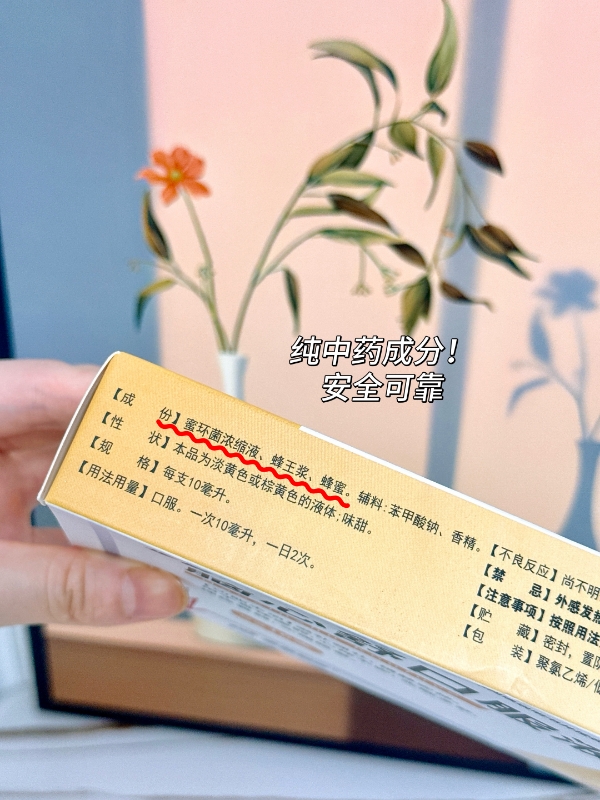 纯中药成分！
安全可靠
【成 份】蜜环菌浓缩液、蜂王浆、蜂蜜。辅料:苯甲酸钠、香精。
【性 状】本品为淡黄色或棕黄色的液体;味甜。
【规 格】每支10毫升。
【用法用量】口服。一次10毫升，一日2次。
【不良反应】尚不明
【禁 忌】外感发热
【注意事项】按照用法
【贮 藏】密封，置阴
【包 装】聚氯乙烯/低
口服